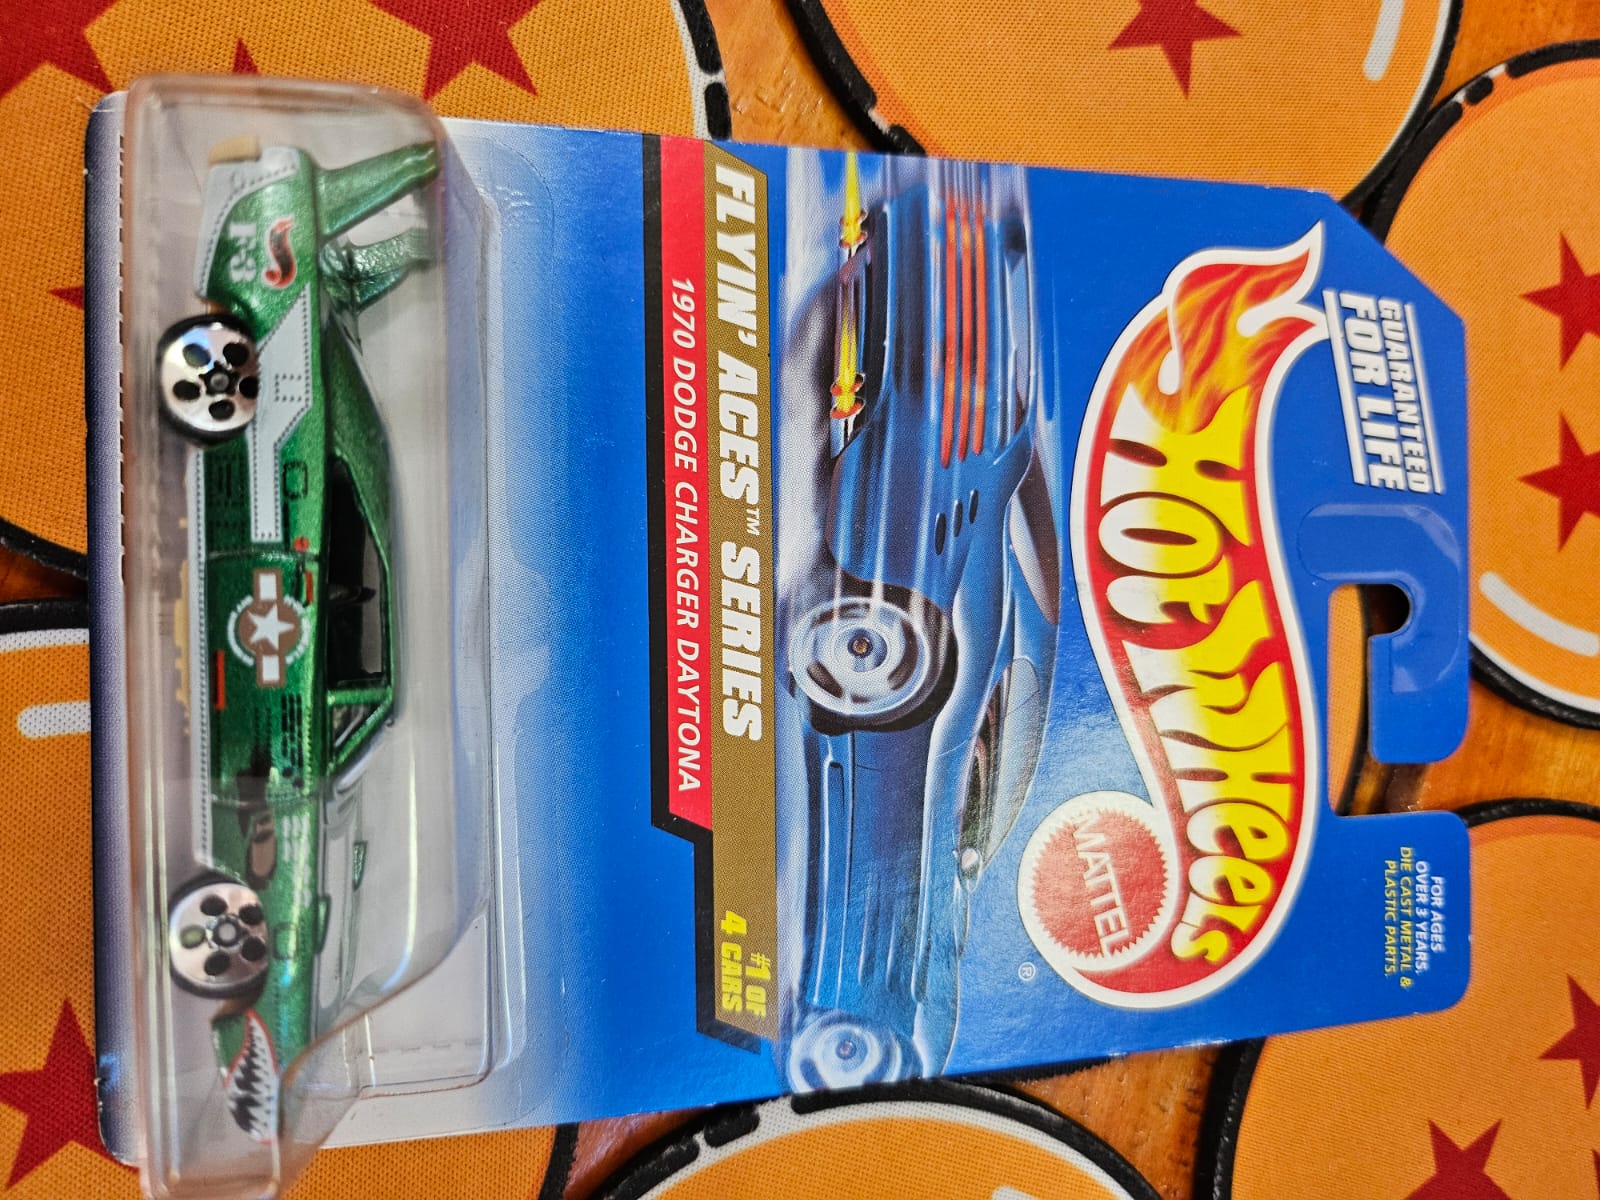 GUARANTEED
FOR LIFE
HOT WHEELS
®
MATTEL
FOR AGES
OVER 3 YEARS.
DIE CAST METAL &
PLASTIC PARTS.
FLYIN' ACES™ SERIES
1970 DODGE CHARGER DAYTONA
#1 OF
4 CARS